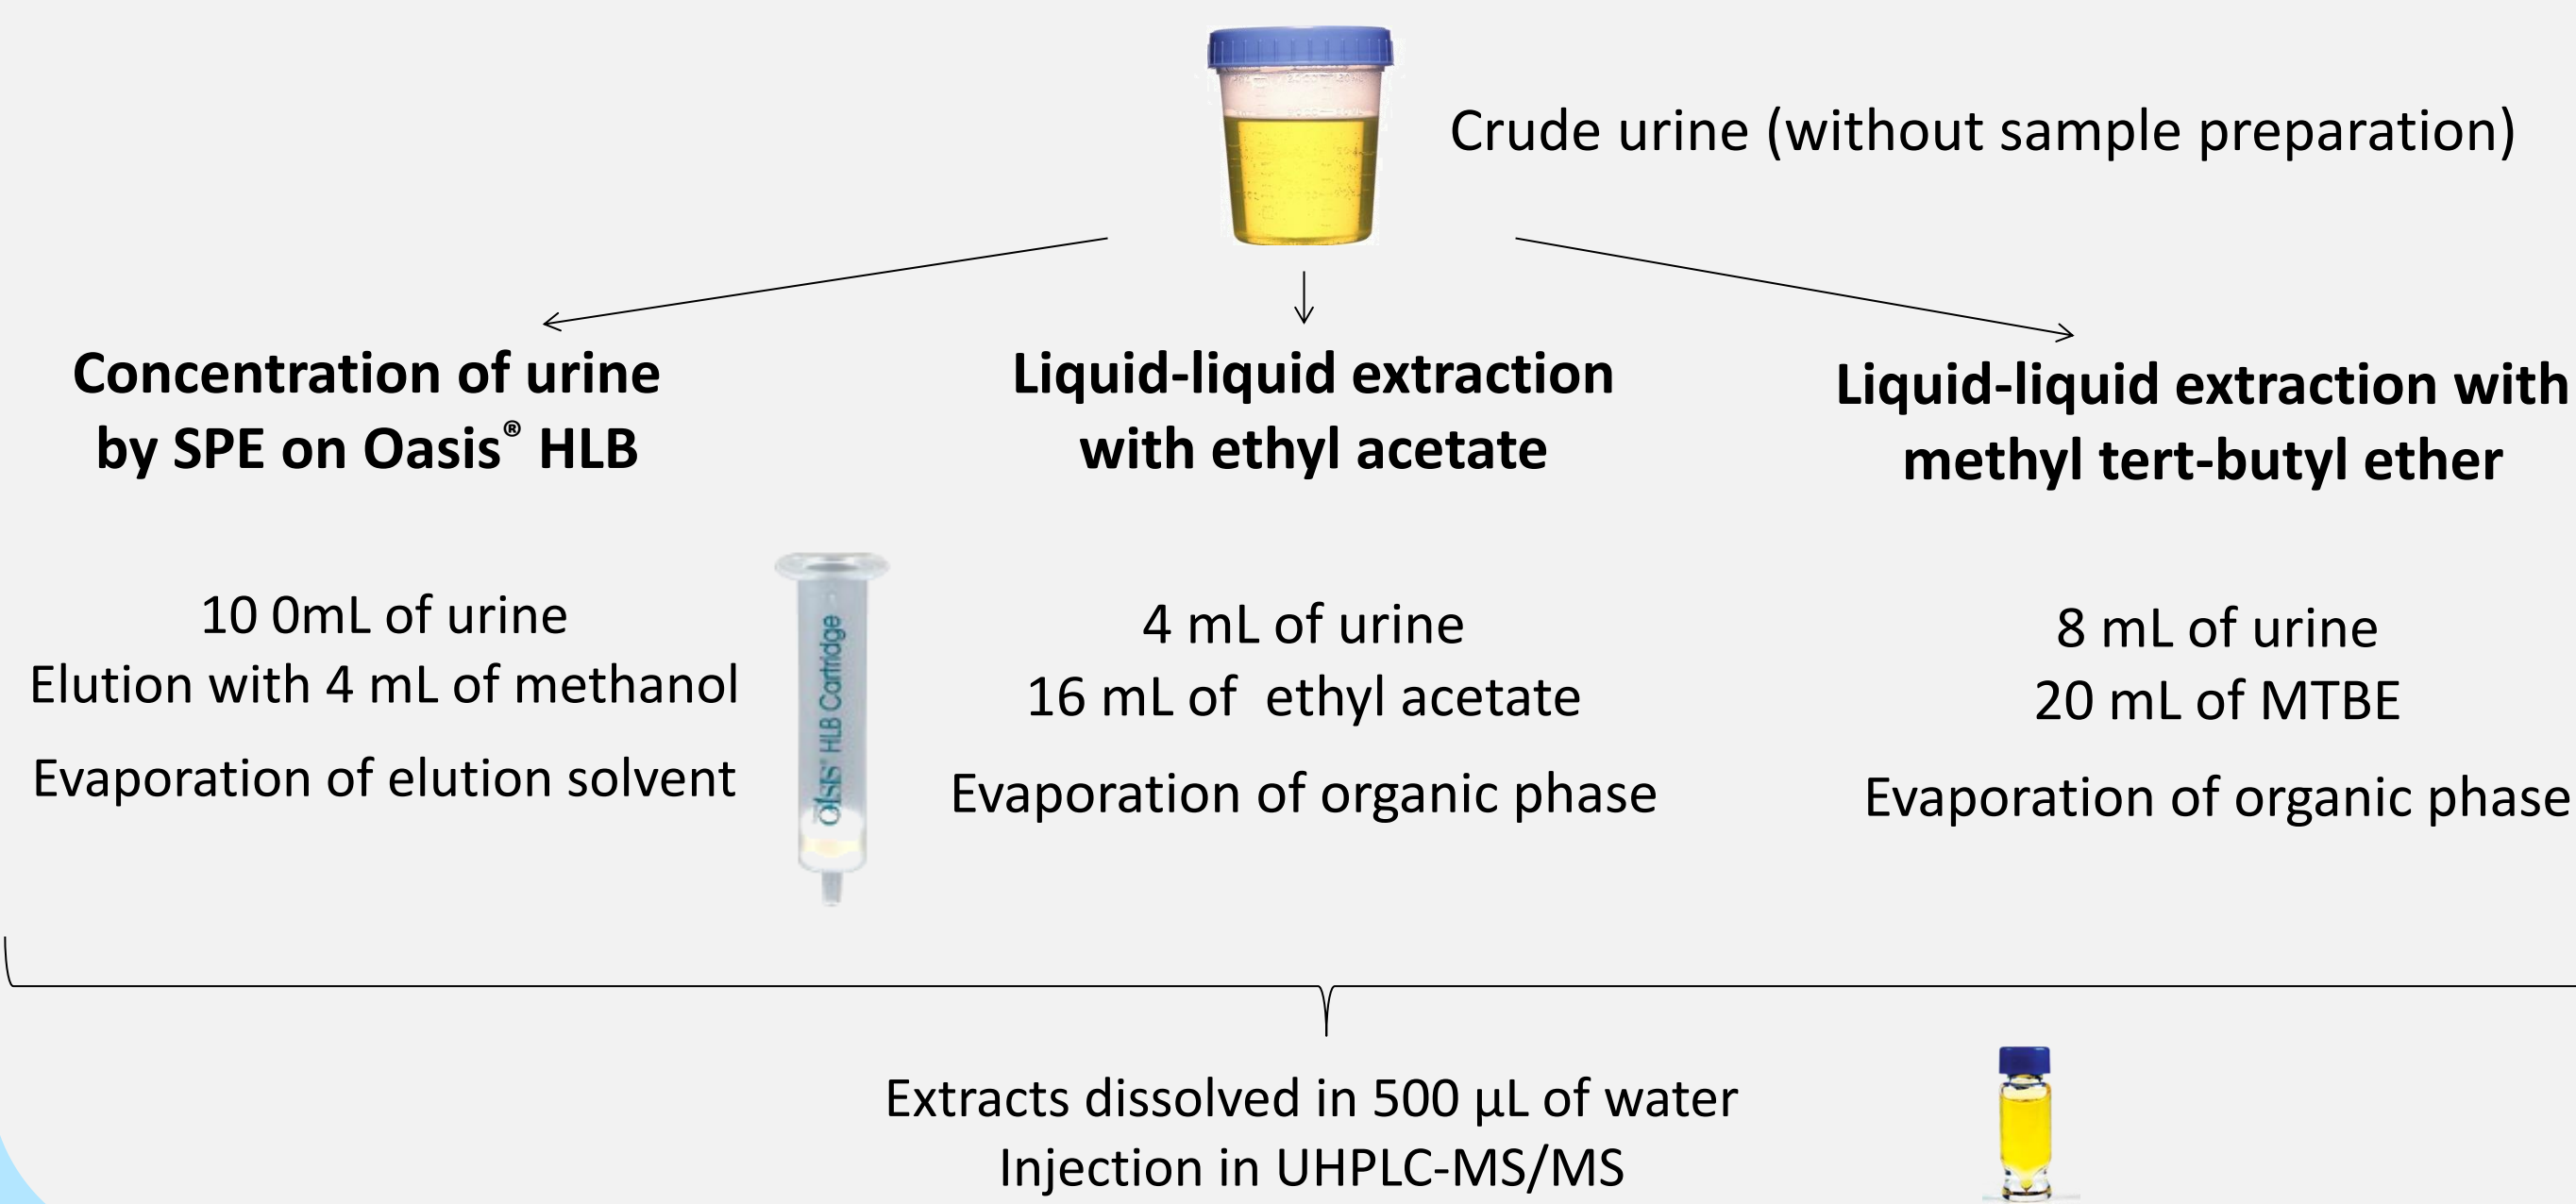 Crude urine (without sample preparation)
Concentration of urine
by SPE on Oasis® HLB
10 0mL of urine
Elution with 4 mL of methanol
Evaporation of elution solvent
Oasis® HLB Cartridge
Liquid-liquid extraction
with ethyl acetate
4 mL of urine
16 mL of ethyl acetate
Evaporation of organic phase
Liquid-liquid extraction with
methyl tert-butyl ether
8 mL of urine
20 mL of MTBE
Evaporation of organic phase
Extracts dissolved in 500 µL of water
Injection in UHPLC-MS/MS